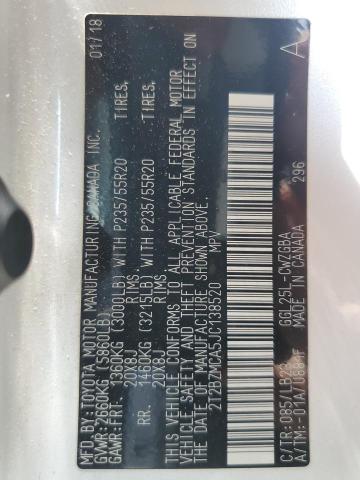 MFD. BY:TOYOTA MOTOR MANUFACTURING CANADA INC. 01/18
GVWR:2660KG (5860LB)
GAWR:FRT. 1360KG (3000LB) WITH P235/55R20 TIRES,
20X8J RIMS,
RR. 1460KG (3215LB) WITH P235/55R20 TIRES,
20X8J RIMS,
THIS VEHICLE CONFORMS TO ALL APPLICABLE FEDERAL MOTOR
VEHICLE SAFETY AND THEFT PREVENTION STANDARDS IN EFFECT ON
THE DATE OF MANUFACTURE SHOWN ABOVE.
2T2BZMCA5JC138520 MPV
C/TR:085/LB22 GGL25L-CWZGBA
A/TM:-01A/U881F MADE IN CANADA 296
A